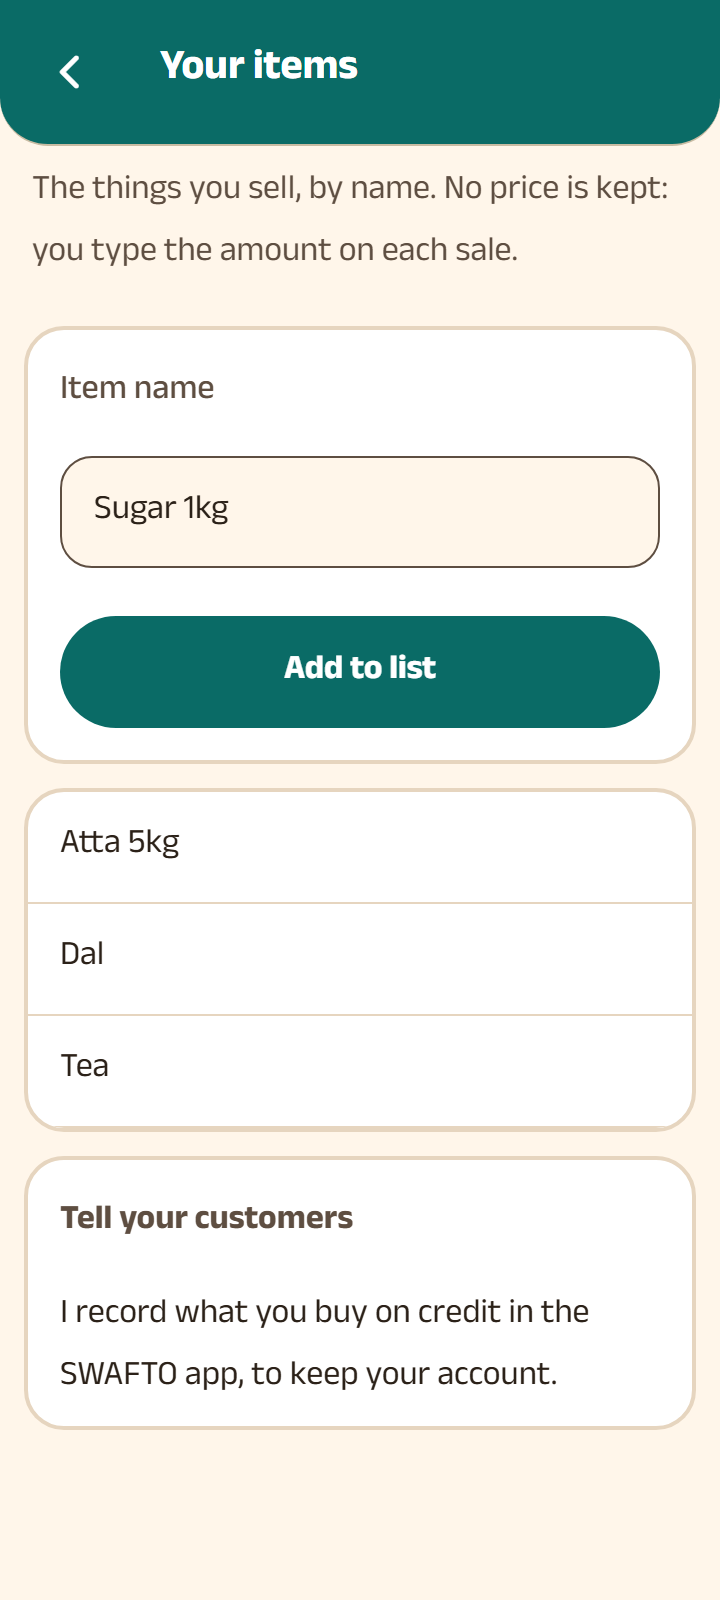 Your items
The things you sell, by name. No price is kept:
you type the amount on each sale.
Item name
Sugar 1kg
Add to list
Atta 5kg
Dal
Tea
Tell your customers
I record what you buy on credit in the
SWAFTO app, to keep your account.